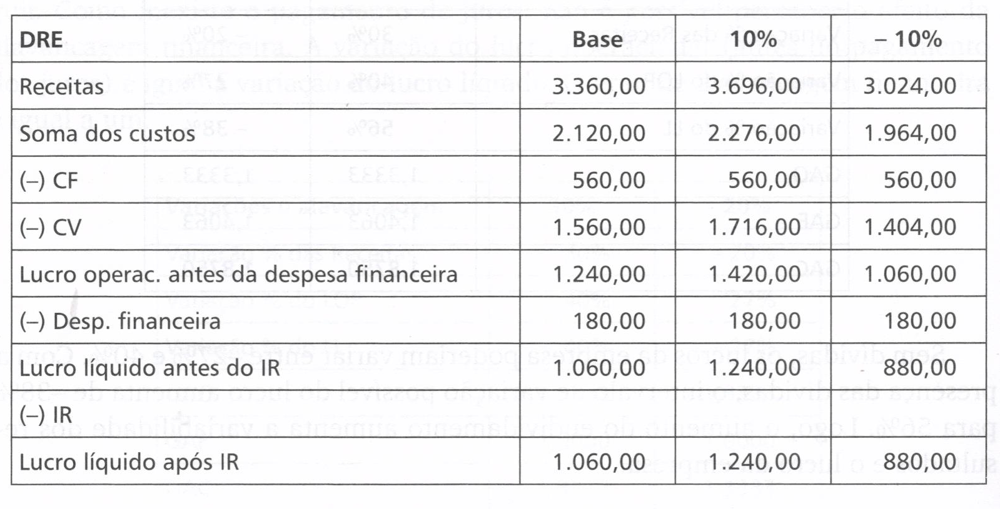 DRE Base 10% – 10%
Receitas 3.360,00 3.696,00 3.024,00
Soma dos custos 2.120,00 2.276,00 1.964,00
(–) CF 560,00 560,00 560,00
(–) CV 1.560,00 1.716,00 1.404,00
Lucro operac. antes da despesa financeira 1.240,00 1.420,00 1.060,00
(–) Desp. financeira 180,00 180,00 180,00
Lucro líquido antes do IR 1.060,00 1.240,00 880,00
(–) IR
Lucro líquido após IR 1.060,00 1.240,00 880,00